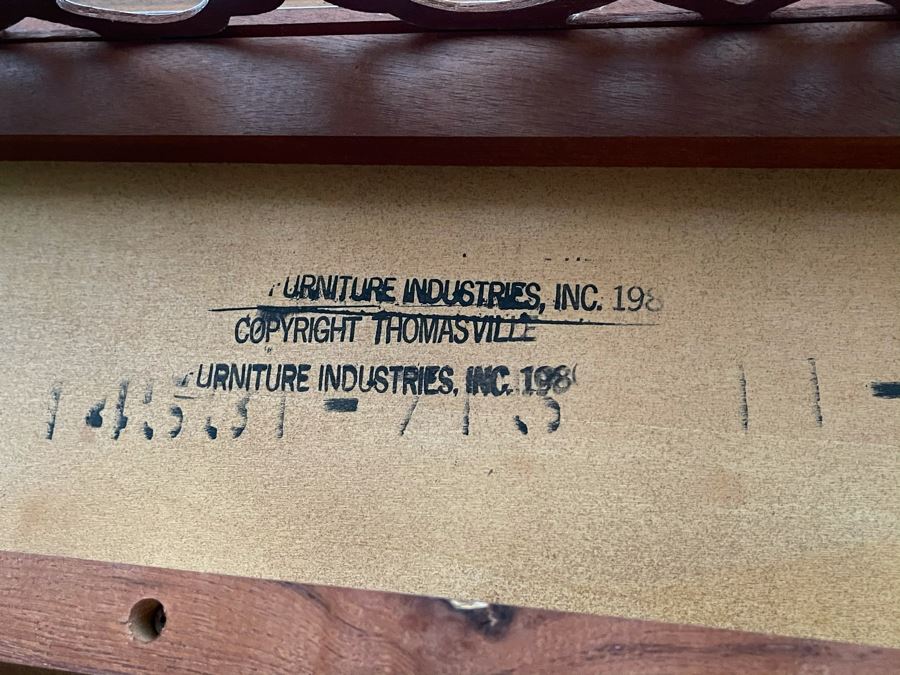 URNITURE INDUSTRIES, INC. 198
COPYRIGHT THOMASVILLE
URNITURE INDUSTRIES, INC. 198